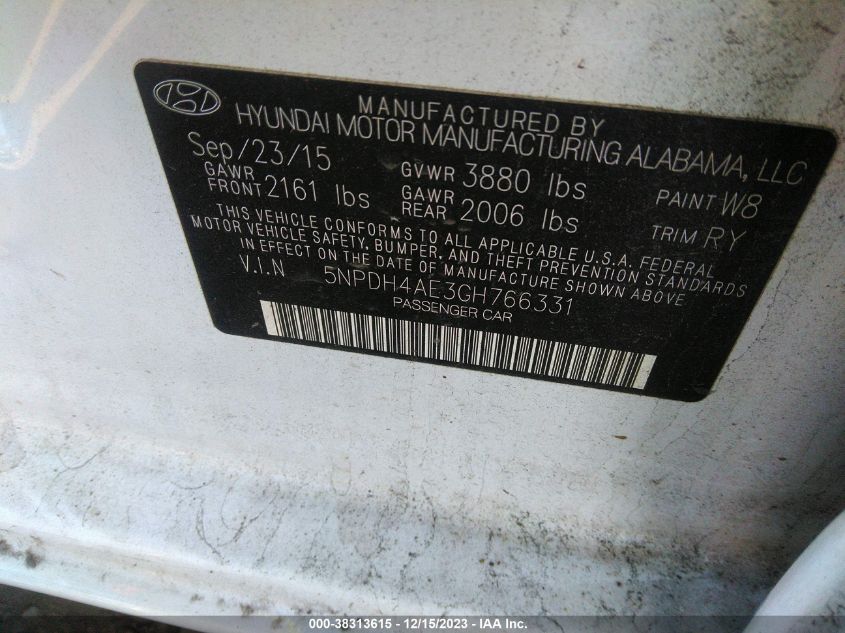 MANUFACTURED BY
HYUNDAI MOTOR MANUFACTURING ALABAMA, LLC
Sep/23/15 GVWR 3880 lbs PAINT W8
GAWR FRONT 2161 lbs GAWR REAR 2006 lbs TRIM RY
THIS VEHICLE CONFORMS TO ALL APPLICABLE U.S.A. FEDERAL
MOTOR VEHICLE SAFETY, BUMPER, AND THEFT PREVENTION STANDARDS
IN EFFECT ON THE DATE OF MANUFACTURE SHOWN ABOVE
V.I.N 5NPDH4AE3GH766331
PASSENGER CAR
000-38313615 - 12/15/2023 - IAA Inc.